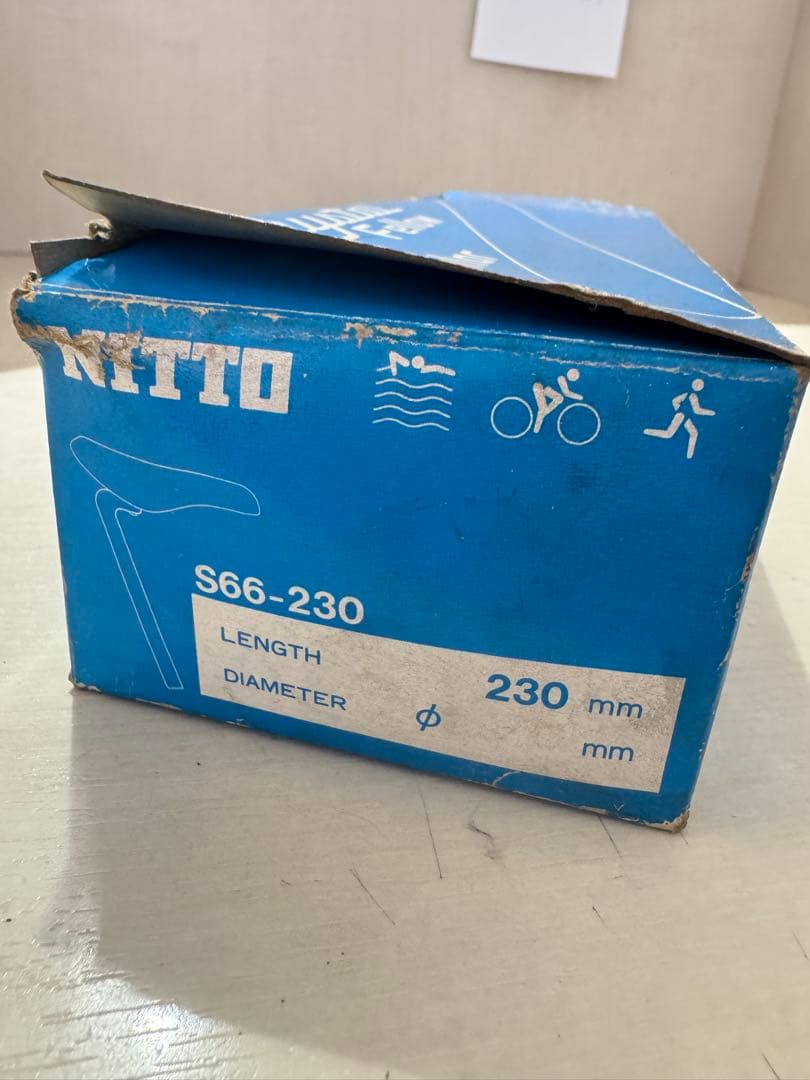 NITTO
S66-230
LENGTH 230 mm
DIAMETER ϕ mm